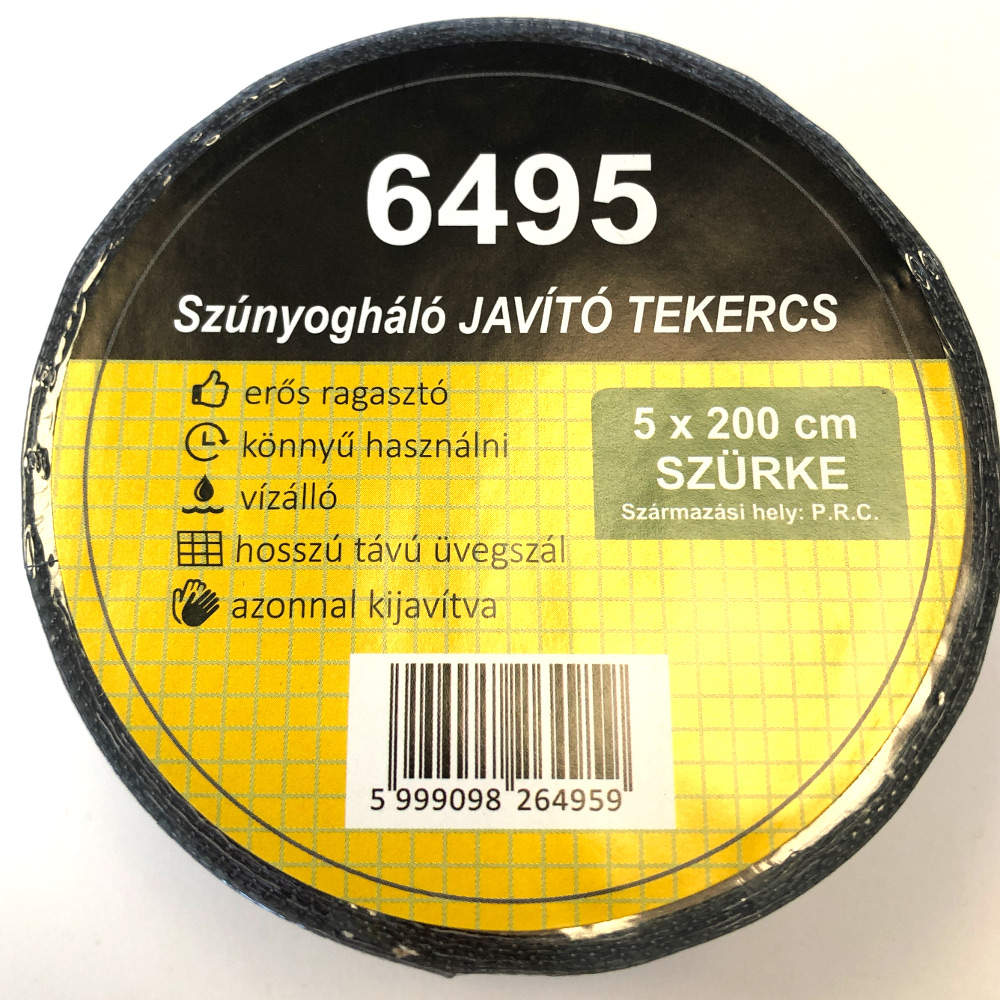 6495
Szúnyogháló JAVÍTÓ TEKERCS
erős ragasztó
könnyű használni
vízálló
hosszú távú üvegszál
azonnal kijavítva
5 x 200 cm
SZÜRKE
Származási hely: P.R.C.
5 999098 264959